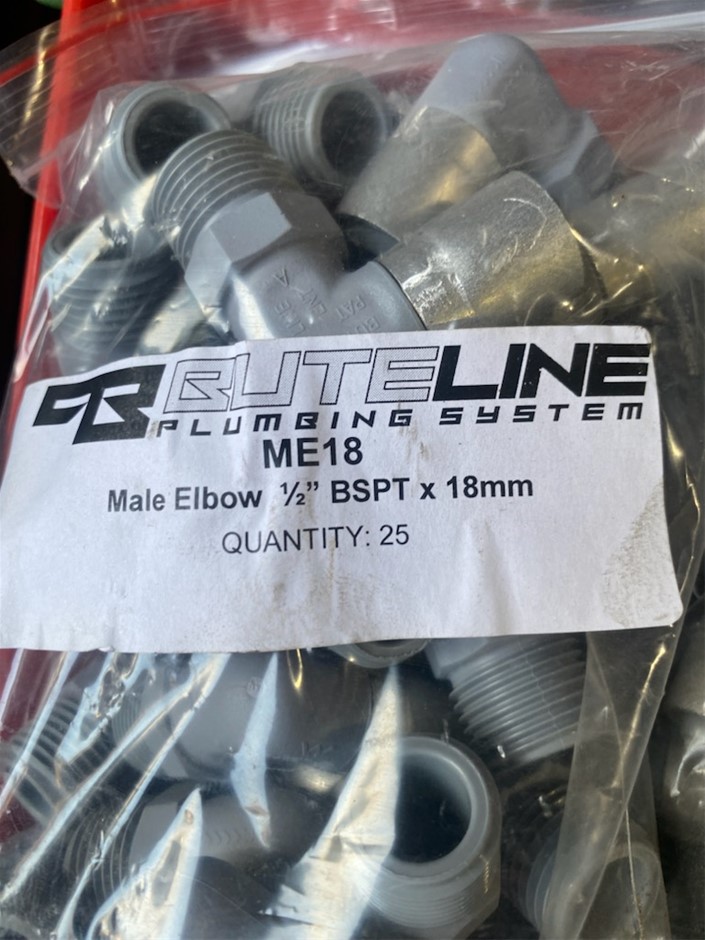 BUTELINE
PLUMBING SYSTEM
ME18
Male Elbow ½” BSPT x 18mm
QUANTITY: 25